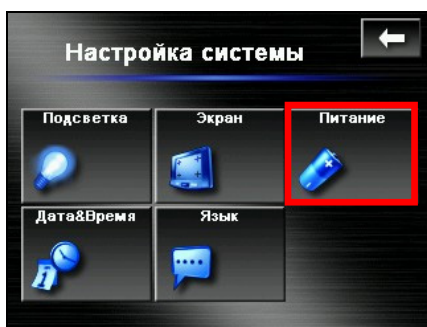 Настройка системы
Подсветка
Экран
Питание
Дата&Время
Язык